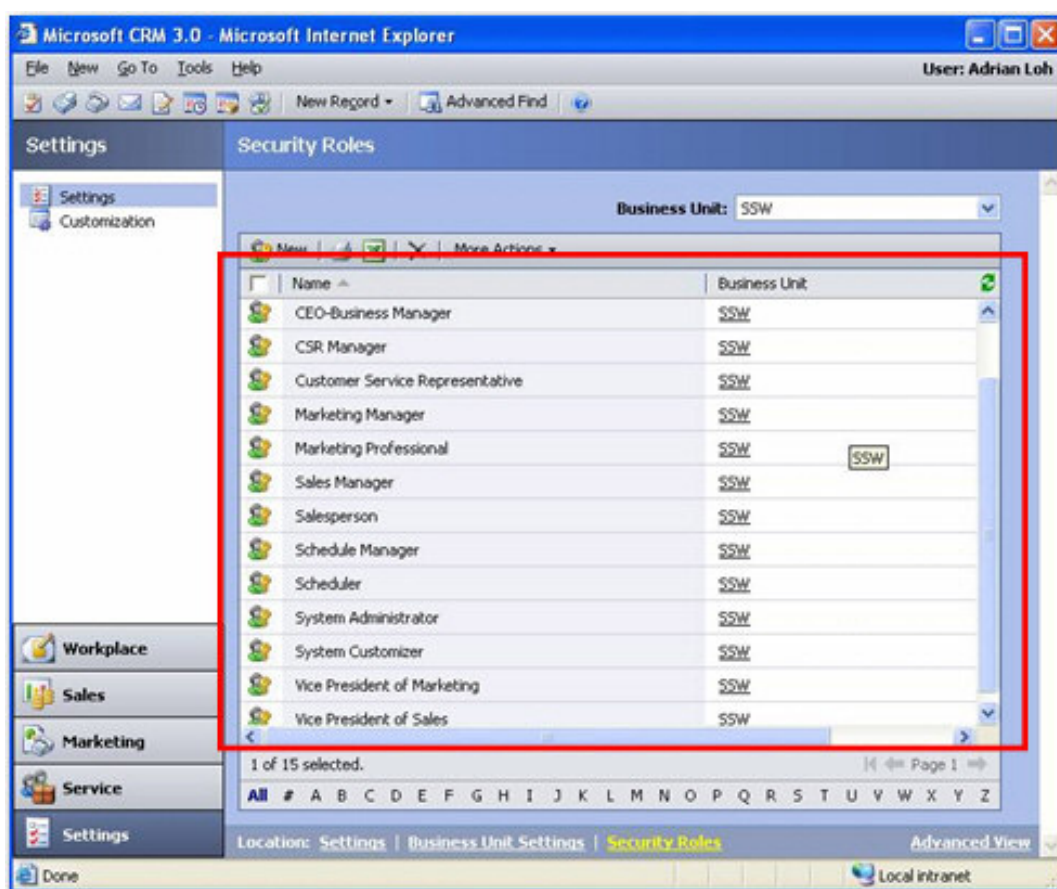 Microsoft CRM 3.0 - Microsoft Internet Explorer
File New Go To Tools Help User: Adrian Loh
New Record Advanced Find
Settings
Security Roles
Settings
Customization
Business Unit: SSW
New More Actions
Name Business Unit
CEO-Business Manager SSW
CSR Manager SSW
Customer Service Representative SSW
Marketing Manager SSW
Marketing Professional SSW
SSW
Sales Manager SSW
Salesperson SSW
Schedule Manager SSW
Scheduler SSW
System Administrator SSW
System Customizer SSW
Vice President of Marketing SSW
Vice President of Sales SSW
Workplace
Sales
Marketing
Service
Settings
1 of 15 selected. Page 1
All # A B C D E F G H I J K L M N O P Q R S T U V W X Y Z
Location: Settings | Business Unit Settings | Security Roles Advanced View
Done Local intranet